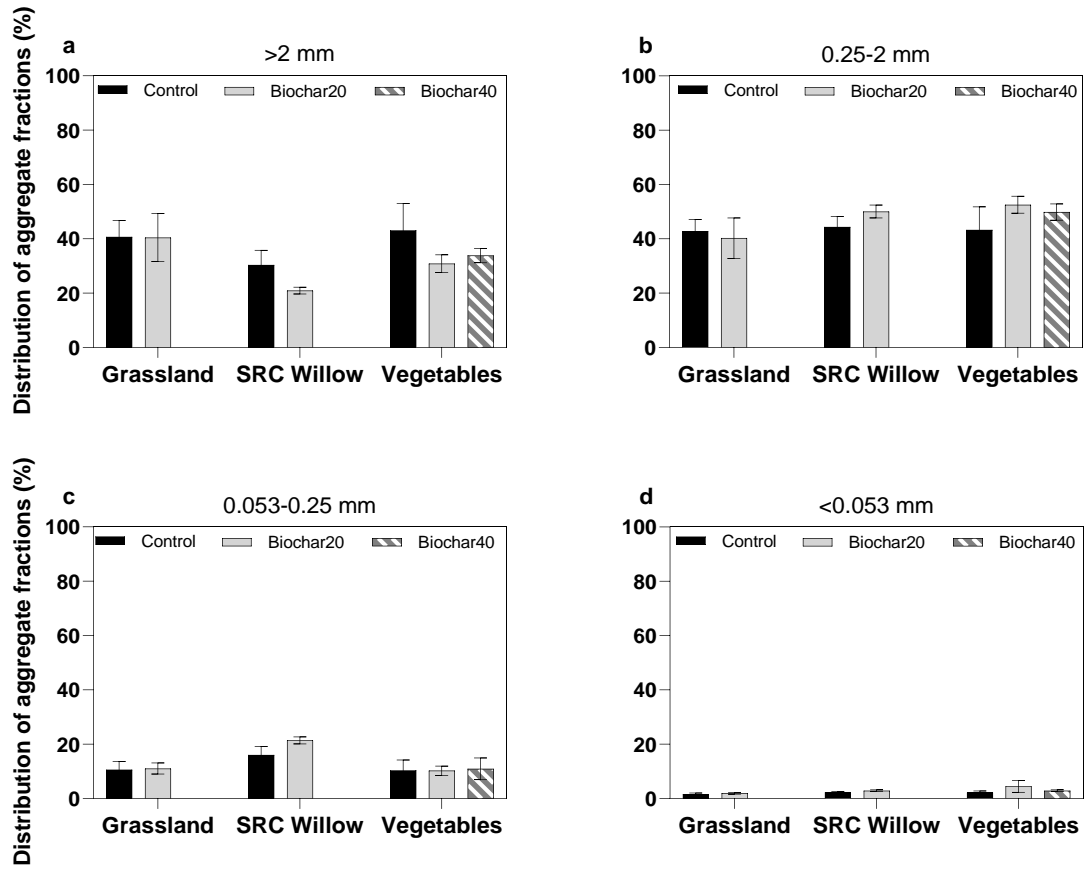 Distribution of aggregate fractions (%)
a
>2 mm
Control Biochar20 Biochar40
100
80
60
40
20
0
Grassland SRC Willow Vegetables
b
0.25-2 mm
Control Biochar20 Biochar40
100
80
60
40
20
0
Grassland SRC Willow Vegetables
Distribution of aggregate fractions (%)
c
0.053-0.25 mm
Control Biochar20 Biochar40
100
80
60
40
20
0
Grassland SRC Willow Vegetables
d
<0.053 mm
Control Biochar20 Biochar40
100
80
60
40
20
0
Grassland SRC Willow Vegetables